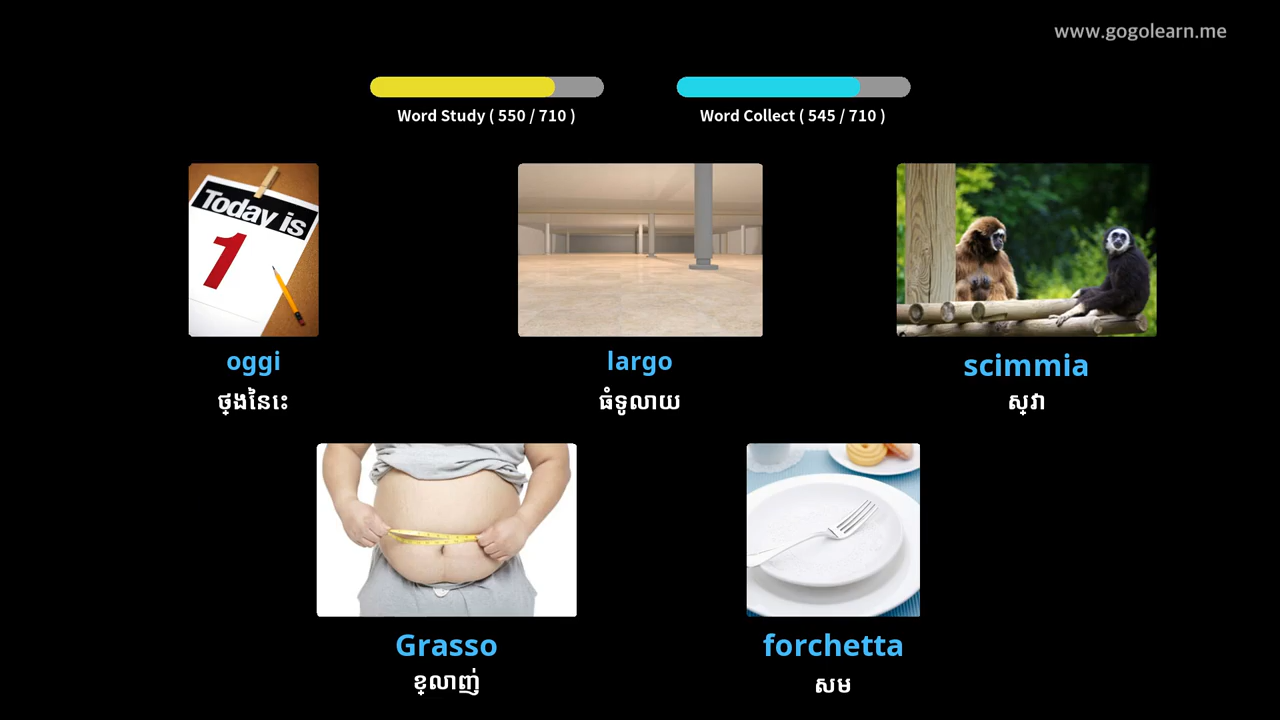 www.gogolearn.me
Word Study ( 550 / 710 )
Word Collect ( 545 / 710 )
Today is
1
oggi
ថ្ងៃនេះ
largo
ធំទូលាយ
scimmia
ស្វា
Grasso
ខ្លាញ់
forchetta
សម